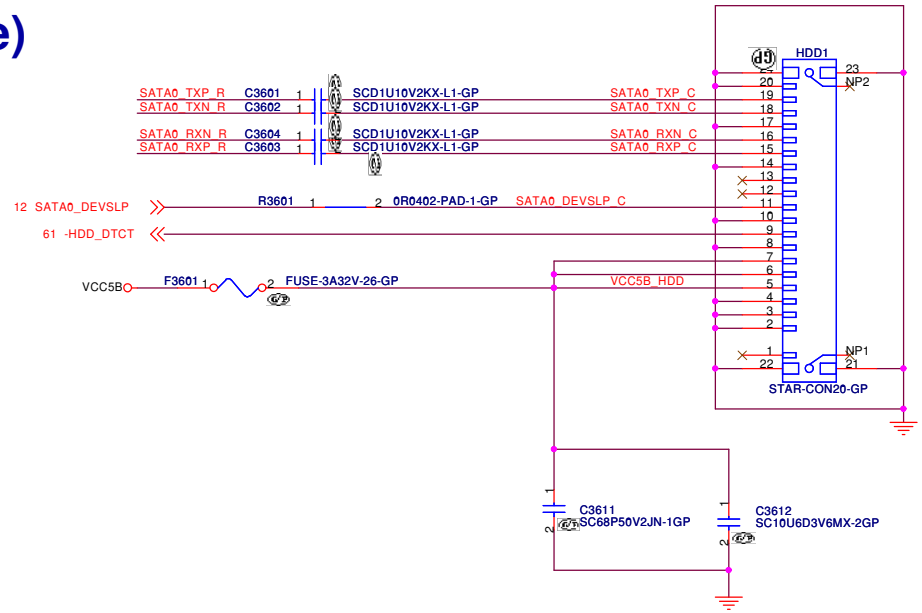 e)
HDD1
GP
24 23
20 NP2
SATA0_TXP_R C3601 1 SCD1U10V2KX-L1-GP SATA0_TXP_C 19
SATA0_TXN_R C3602 1 SCD1U10V2KX-L1-GP SATA0_TXN_C 18
17
SATA0_RXN_R C3604 1 SCD1U10V2KX-L1-GP SATA0_RXN_C 16
SATA0_RXP_R C3603 1 SCD1U10V2KX-L1-GP SATA0_RXP_C 15
14
13
12
12 SATA0_DEVSLP R3601 1 2 0R0402-PAD-1-GP SATA0_DEVSLP_C 11
10
61 -HDD_DTCT 9
8
7
6
VCC5B F3601 1 2 FUSE-3A32V-26-GP VCC5B_HDD 5
4
3
2
1 NP1
22 21
STAR-CON20-GP
1 1
C3611 C3612
SC68P50V2JN-1GP SC10U6D3V6MX-2GP
2 2